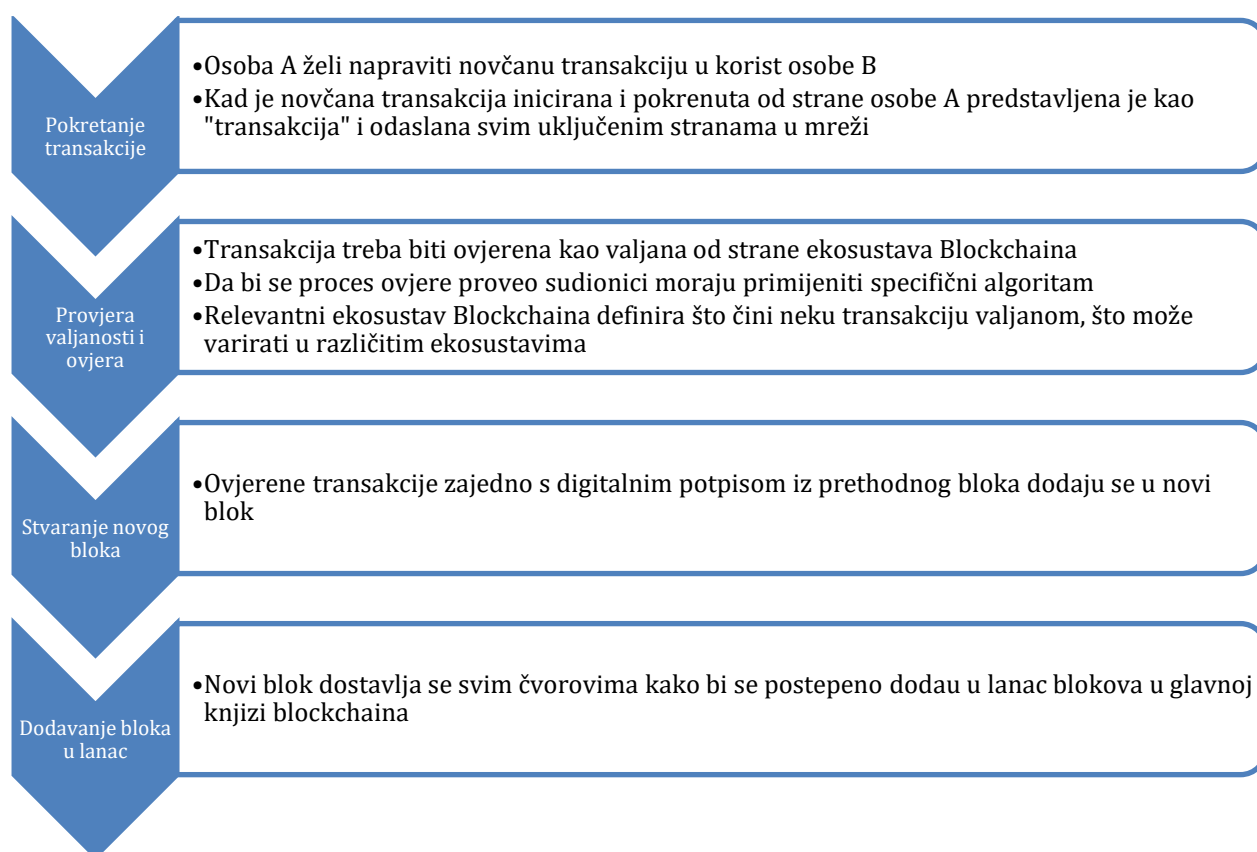 Pokretanje
transakcije
•Osoba A želi napraviti novčanu transakciju u korist osobe B
•Kad je novčana transakcija inicirana i pokrenuta od strane osobe A predstavljena je kao
"transakcija" i odaslana svim uključenim stranama u mreži
Provjera
valjanosti i
ovjera
•Transakcija treba biti ovjerena kao valjana od strane ekosustava Blockchaina
•Da bi se proces ovjere proveo sudionici moraju primijeniti specifični algoritam
•Relevantni ekosustav Blockchaina definira što čini neku transakciju valjanom, što može
varirati u različitim ekosustavima
Stvaranje novog
bloka
•Ovjerene transakcije zajedno s digitalnim potpisom iz prethodnog bloka dodaju se u novi
blok
Dodavanje bloka
u lanac
•Novi blok dostavlja se svim čvorovima kako bi se postepeno dodau u lanac blokova u glavnoj
knjizi blockchaina